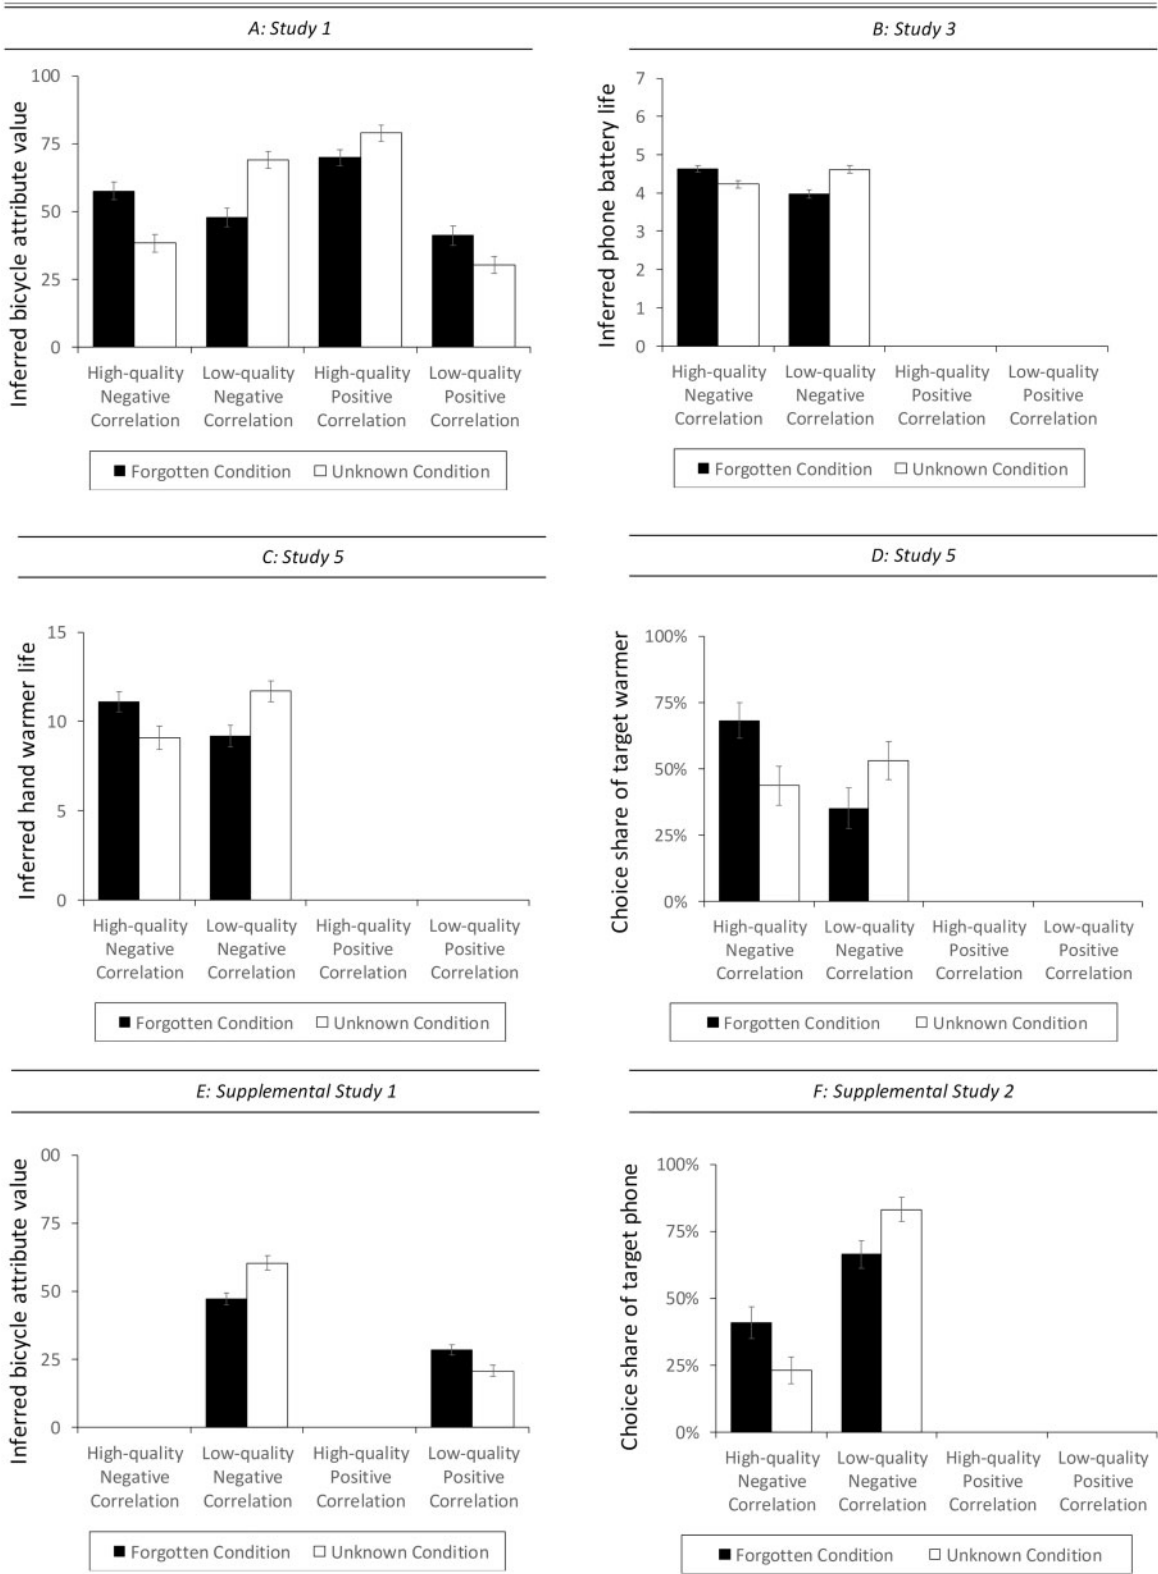 A: Study 1
Inferred bicycle attribute value
100
75
50
25
0
High-quality Low-quality High-quality Low-quality
Negative Negative Positive Positive
Correlation Correlation Correlation Correlation
Forgotten Condition Unknown Condition
B: Study 3
Inferred phone battery life
7
6
5
4
3
2
1
0
High-quality Low-quality High-quality Low-quality
Negative Negative Positive Positive
Correlation Correlation Correlation Correlation
Forgotten Condition Unknown Condition
C: Study 5
Inferred hand warmer life
15
10
5
0
High-quality Low-quality High-quality Low-quality
Negative Negative Positive Positive
Correlation Correlation Correlation Correlation
Forgotten Condition Unknown Condition
D: Study 5
Choice share of target warmer
100%
75%
50%
25%
0%
High-quality Low-quality High-quality Low-quality
Negative Negative Positive Positive
Correlation Correlation Correlation Correlation
Forgotten Condition Unknown Condition
E: Supplemental Study 1
Inferred bicycle attribute value
00
75
50
25
0
High-quality Low-quality High-quality Low-quality
Negative Negative Positive Positive
Correlation Correlation Correlation Correlation
Forgotten Condition Unknown Condition
F: Supplemental Study 2
Choice share of target phone
100%
75%
50%
25%
0%
High-quality Low-quality High-quality Low-quality
Negative Negative Positive Positive
Correlation Correlation Correlation Correlation
Forgotten Condition Unknown Condition